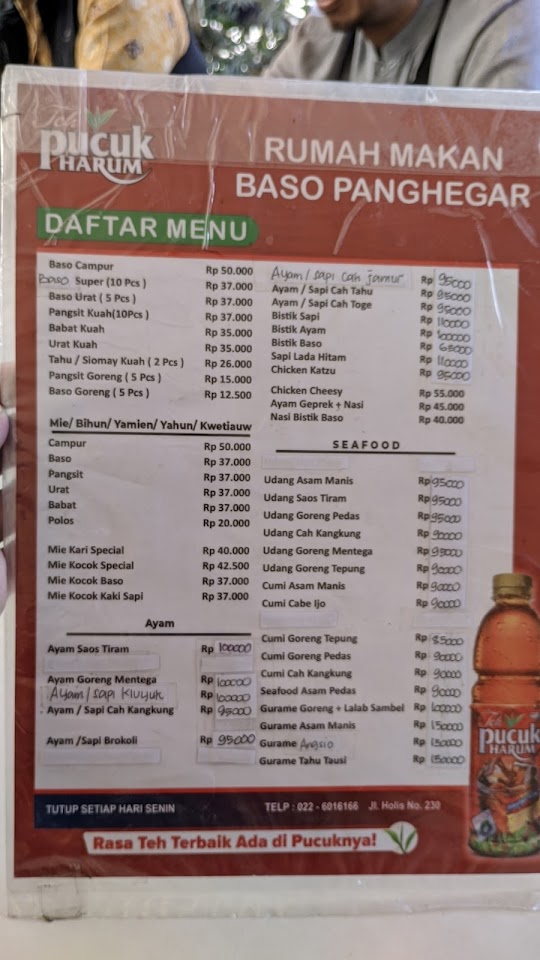 Teh
pucuk
HARUM
RUMAH MAKAN
BASO PANGHEGAR
DAFTAR MENU
Baso Campur Rp 50.000
Baso Super (10 Pcs ) Rp 37.000
Baso Urat ( 5 Pcs ) Rp 37.000
Pangsit Kuah(10Pcs ) Rp 37.000
Babat Kuah Rp 35.000
Urat Kuah Rp 35.000
Tahu / Siomay Kuah ( 2 Pcs ) Rp 26.000
Pangsit Goreng ( 5 Pcs ) Rp 15.000
Baso Goreng ( 5 Pcs ) Rp 12.500
Mie/ Bihun/ Yamien/ Yahun/ Kwetiauw
Campur Rp 50.000
Baso Rp 37.000
Pangsit Rp 37.000
Urat Rp 37.000
Babat Rp 37.000
Polos Rp 20.000
Mie Kari Special Rp 40.000
Mie Kocok Special Rp 42.500
Mie Kocok Baso Rp 37.000
Mie Kocok Kaki Sapi Rp 37.000
Ayam
Ayam Saos Tiram Rp 100000
Ayam Goreng Mentega Rp 100000
Ayam/sapi Kluyuk Rp 100000
Ayam / Sapi Cah Kangkung Rp 95000
Ayam /Sapi Brokoli Rp 95000
Ayam/sapi cah jamur Rp 95000
Ayam / Sapi Cah Tahu Rp 95000
Ayam / Sapi Cah Toge Rp 95000
Bistik Sapi Rp 110000
Bistik Ayam Rp 100000
Bistik Baso Rp 65000
Sapi Lada Hitam Rp 110000
Chicken Katzu Rp 95000
Chicken Cheesy Rp 55.000
Ayam Geprek + Nasi Rp 45.000
Nasi Bistik Baso Rp 40.000
SEAFOOD
Udang Asam Manis Rp 95000
Udang Saos Tiram Rp 95000
Udang Goreng Pedas Rp 95000
Udang Cah Kangkung Rp 90000
Udang Goreng Mentega Rp 95000
Udang Goreng Tepung Rp 90000
Cumi Asam Manis Rp 90000
Cumi Cabe Ijo Rp 90000
Cumi Goreng Tepung Rp 85000
Cumi Goreng Pedas Rp 90000
Cumi Cah Kangkung Rp 90000
Seafood Asam Pedas Rp 90000
Gurame Goreng + Lalab Sambel Rp 100000
Gurame Asam Manis Rp 130000
Gurame Angsio Rp 130000
Gurame Tahu Tausi Rp 130000
Teh
pucuk
HARUM
TUTUP SETIAP HARI SENIN
TELP : 022 - 6016166 Jl. Holis No. 230
Rasa Teh Terbaik Ada di Pucuknya!